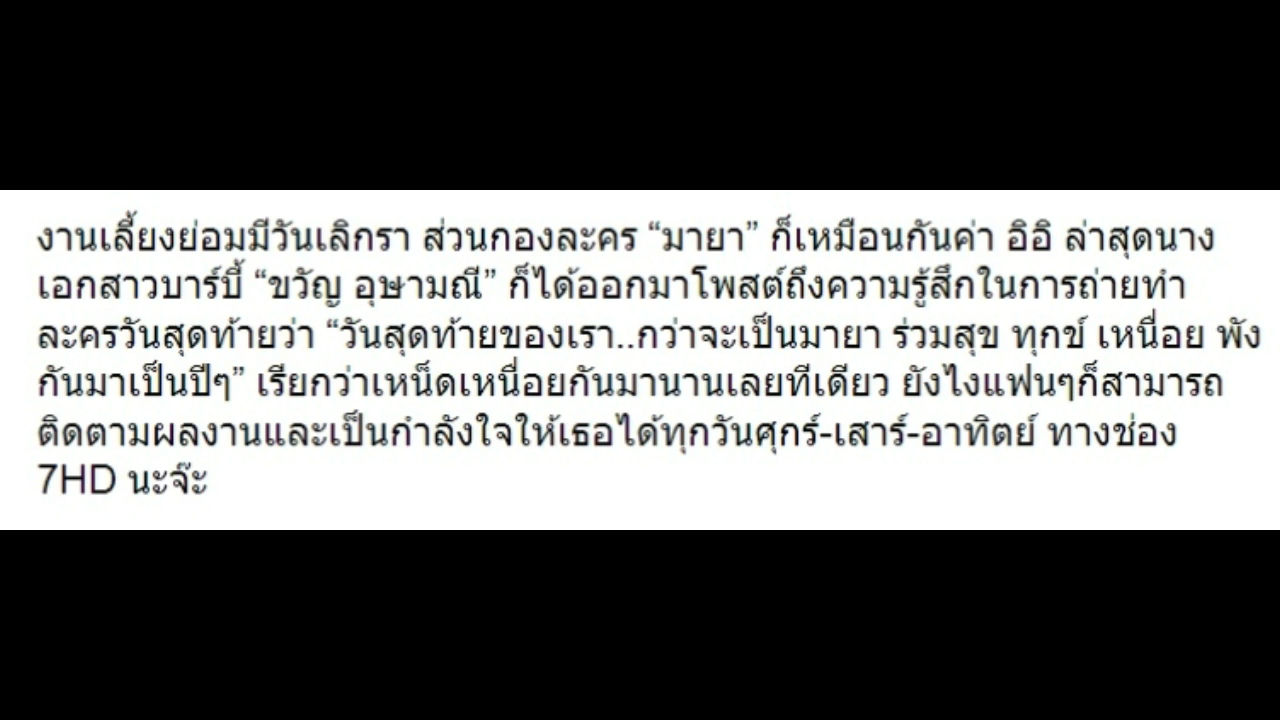 งานเลี้ยงย่อมมีวันเลิกรา ส่วนกองละคร “มายา” ก็เหมือนกันค่า อิอิ ล่าสุดนาง
เอกสาวบาร์บี้ “ขวัญ อุษามณี” ก็ได้ออกมาโพสต์ถึงความรู้สึกในการถ่ายทำ
ละครวันสุดท้ายว่า “วันสุดท้ายของเรา..กว่าจะเป็นมายา ร่วมสุข ทุกข์ เหนื่อย พัง
กันมาเป็นปีๆ” เรียกว่าเหน็ดเหนื่อยกันมานานเลยทีเดียว ยังไงแฟนๆก็สามารถ
ติดตามผลงานและเป็นกำลังใจให้เธอได้ทุกวันศุกร์-เสาร์-อาทิตย์ ทางช่อง
7HD นะจ๊ะ